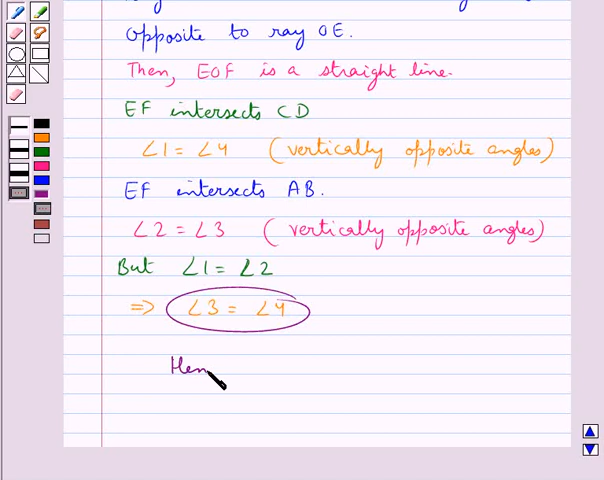 opposite to ray OE.
Then, EOF is a straight line.
EF intersects CD
∠1 = ∠4 (vertically opposite angles)
EF intersects AB.
∠2 = ∠3 (vertically opposite angles)
But ∠1 = ∠2
⇒ ∠3 = ∠4
Hen